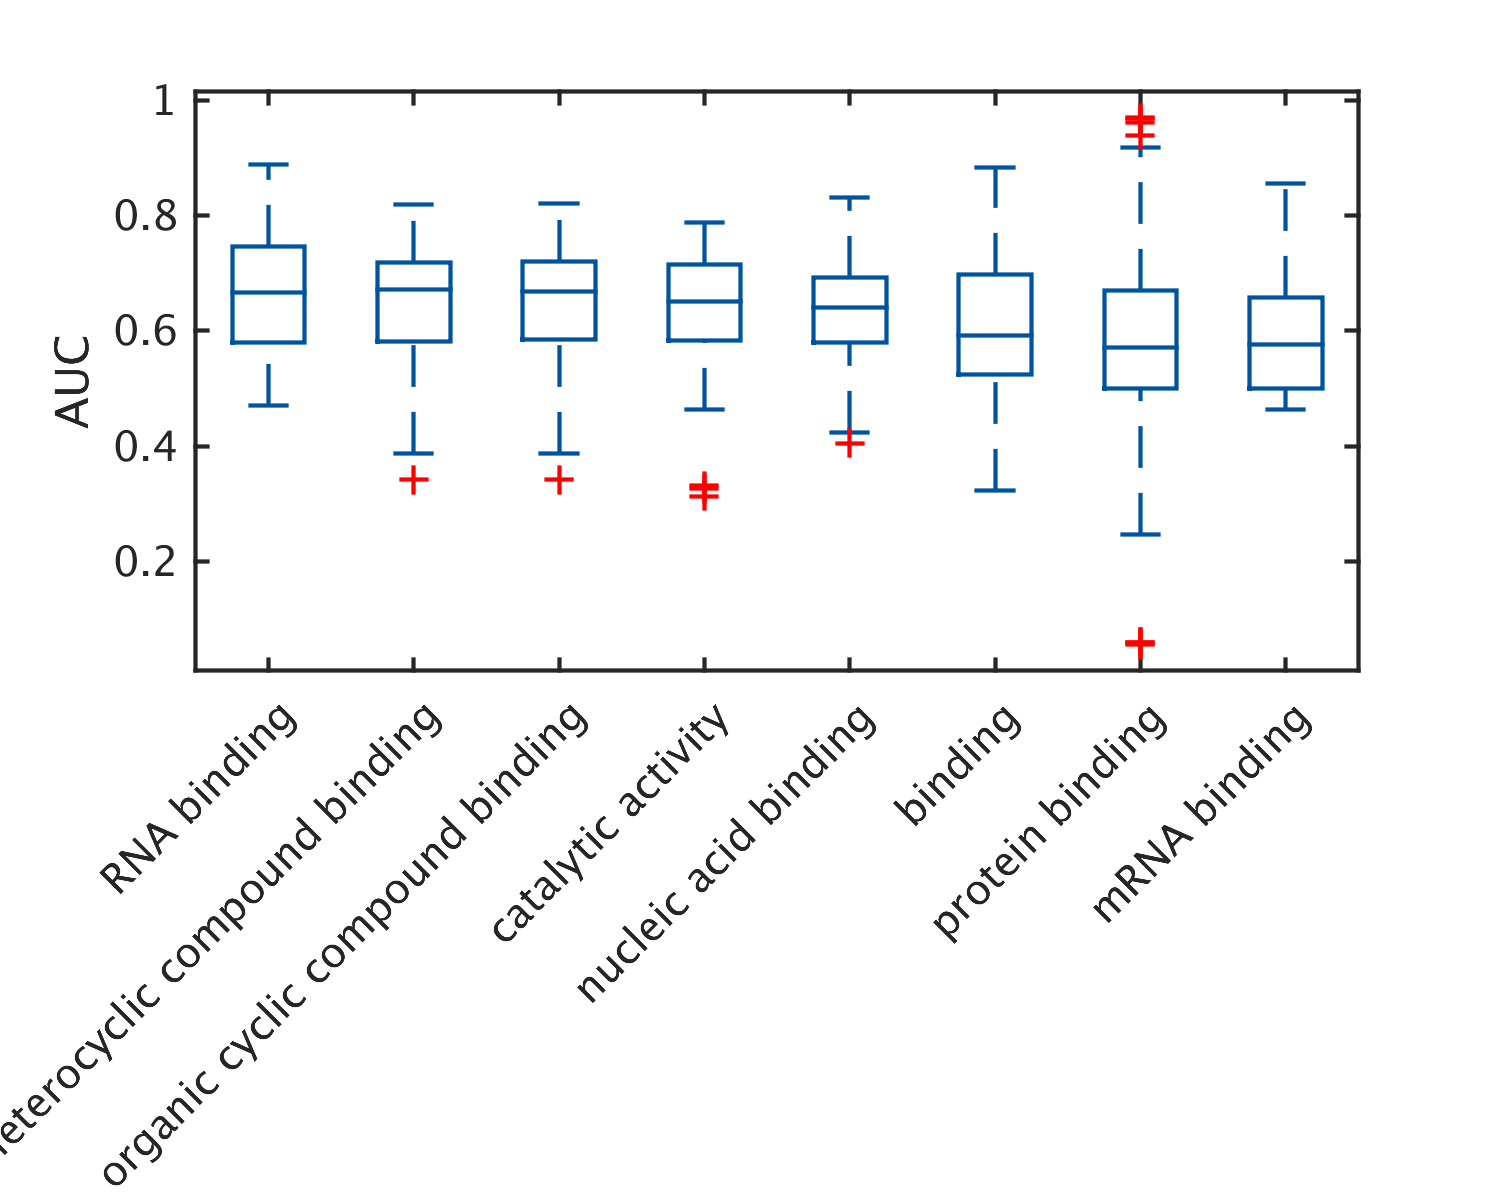 1
0.8
0.6
0.4
0.2
AUC
RNA binding
compound binding
organic cyclic compound binding
catalytic activity
nucleic acid binding
binding
protein binding
mRNA binding